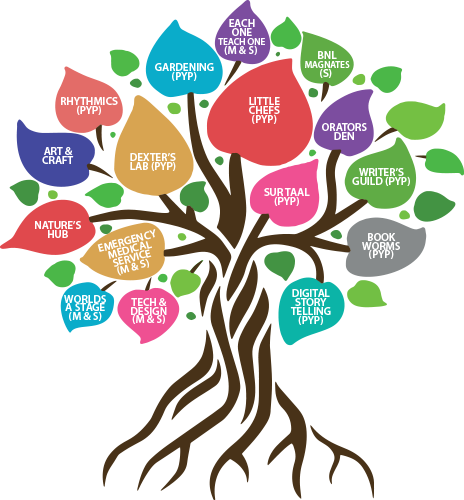 EACH
ONE
TEACH ONE
(M & S)
BNL
MAGNATES
(S)
GARDENING
(PYP)
RHYTHMICS
(PYP)
LITTLE
CHEFS
(PYP)
ORATORS
DEN
ART &
CRAFT
DEXTER'S
LAB (PYP)
WRITER'S
GUILD (PYP)
SUR TAAL
(PYP)
NATURE'S
HUB
EMERGENCY
MEDICAL
SERVICE
(M & S)
BOOK
WORMS
(PYP)
WORLDS
A STAGE
(M & S)
TECH &
DESIGN
(M & S)
DIGITAL
STORY
TELLING
(PYP)